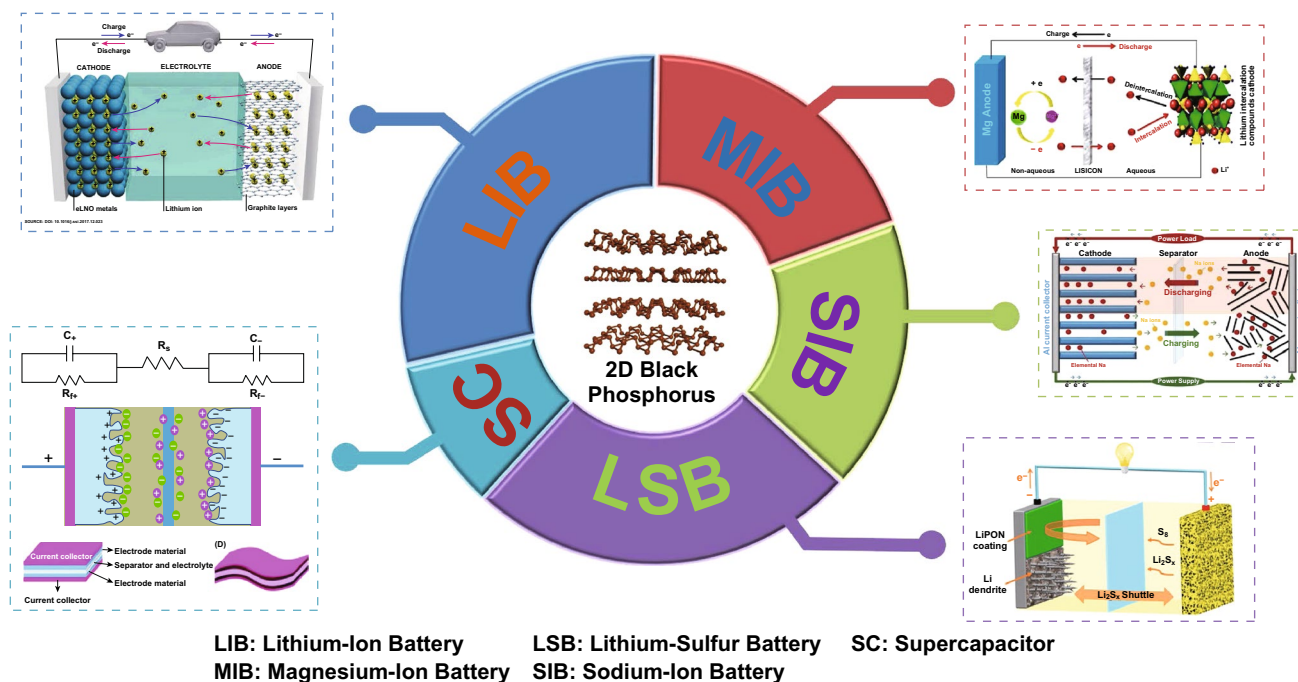 Charge
e⁻ e⁻
e⁻ e⁻
Discharge
CATHODE ELECTROLYTE ANODE
eLNO metals Lithium ion Graphite layers
LIB
MIB
SIB
LSB
SC
2D Black
Phosphorus
Charge e
e Discharge
Mg Anode
+ e
Mg
− e
Deintercalation
Intercalation
Lithium intercalation
compounds cathode
Non-aqueous LISICON Aqueous
Li⁺
Power Load
e⁻ e⁻ e⁻ e⁻ e⁻ e⁻
Cathode Separator Anode
Na ions
Discharging
Al current collector
Na ions
Charging
Elemental Na Elemental Na
e⁻ e⁻ e⁻ e⁻ e⁻ e⁻
Power Supply
C₊ Rₛ C₋
Rf₊ Rf₋
+ −
Current collector
Electrode material
Separator and electrolyte
Electrode material
Current collector
(D)
e⁻ e⁻
− +
LiPON
coating
Li
dendrite
S₈
Li₂Sₓ
Li₂Sₓ Shuttle
LIB: Lithium-Ion Battery LSB: Lithium-Sulfur Battery SC: Supercapacitor
MIB: Magnesium-Ion Battery SIB: Sodium-Ion Battery